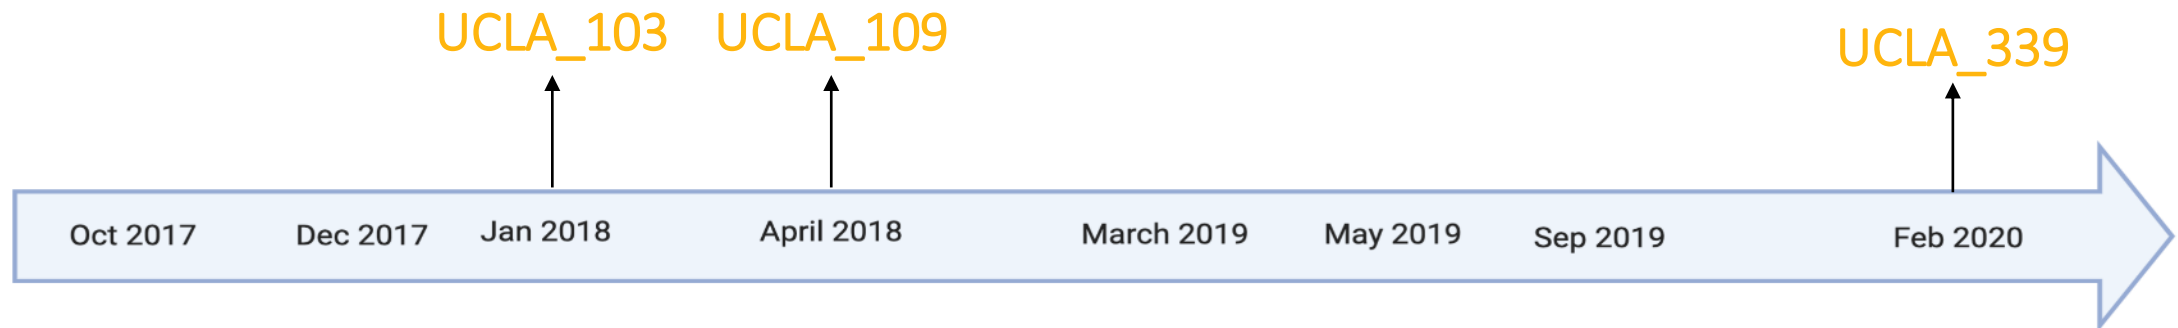 UCLA_103 UCLA_109 UCLA_339
Oct 2017 Dec 2017 Jan 2018 April 2018 March 2019 May 2019 Sep 2019 Feb 2020